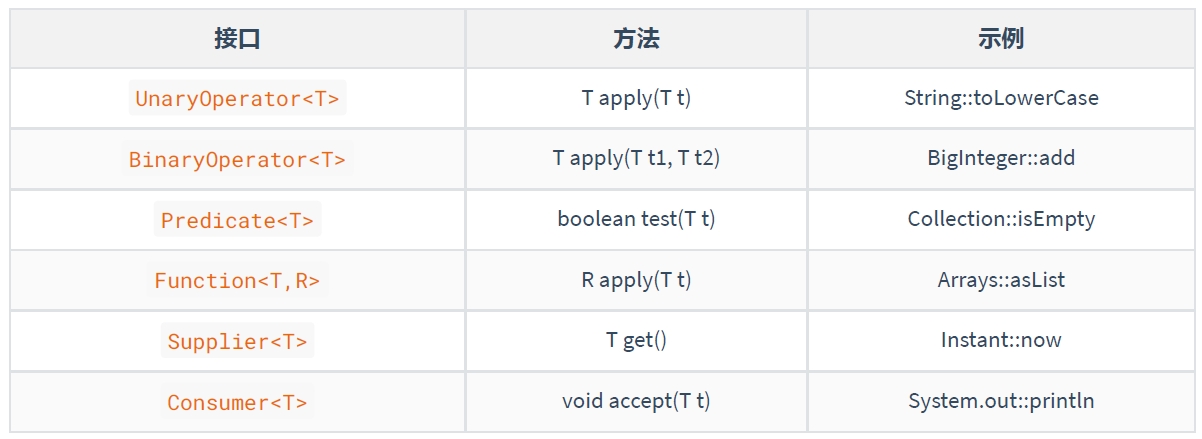 接口 方法 示例
UnaryOperator<T> T apply(T t) String::toLowerCase
BinaryOperator<T> T apply(T t1, T t2) BigInteger::add
Predicate<T> boolean test(T t) Collection::isEmpty
Function<T,R> R apply(T t) Arrays::asList
Supplier<T> T get() Instant::now
Consumer<T> void accept(T t) System.out::println